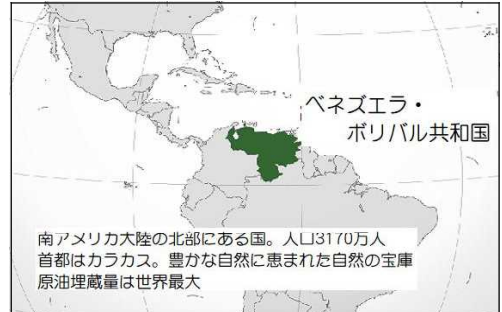 ベネズエラ・
ボリバル共和国
南アメリカ大陸の北部にある国。人口3170万人
首都はカラカス。豊かな自然に恵まれた自然の宝庫
原油埋蔵量は世界最大